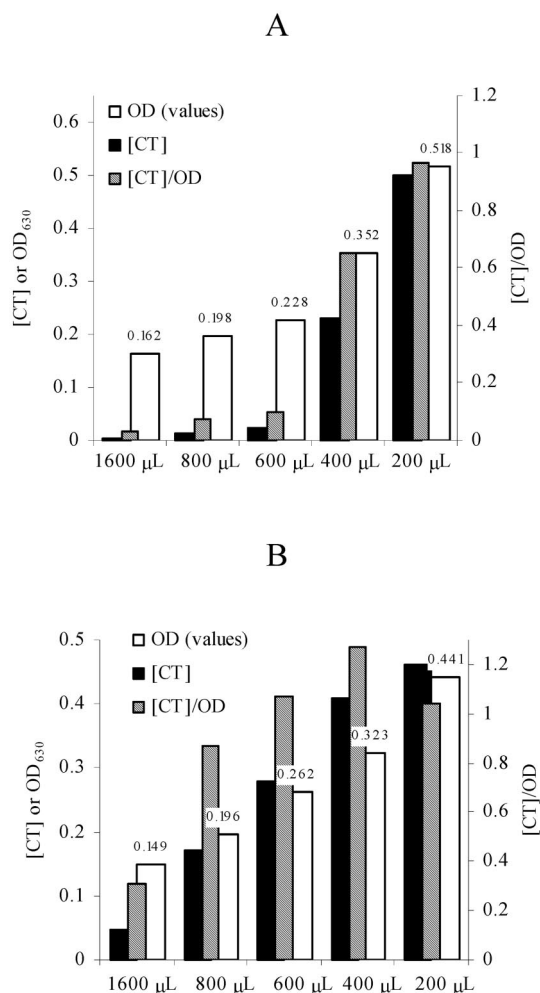 A
OD (values)
[CT]
[CT]/OD
0.6
0.5
0.4
0.3
0.2
0.1
0
[CT] or OD630
1.2
1
0.8
0.6
0.4
0.2
0
[CT]/OD
0.162
0.198
0.228
0.352
0.518
1600 μL 800 μL 600 μL 400 μL 200 μL
B
OD (values)
[CT]
[CT]/OD
0.5
0.4
0.3
0.2
0.1
0
[CT] or OD630
1.2
1
0.8
0.6
0.4
0.2
0
[CT]/OD
0.149
0.196
0.262
0.323
0.441
1600 μL 800 μL 600 μL 400 μL 200 μL